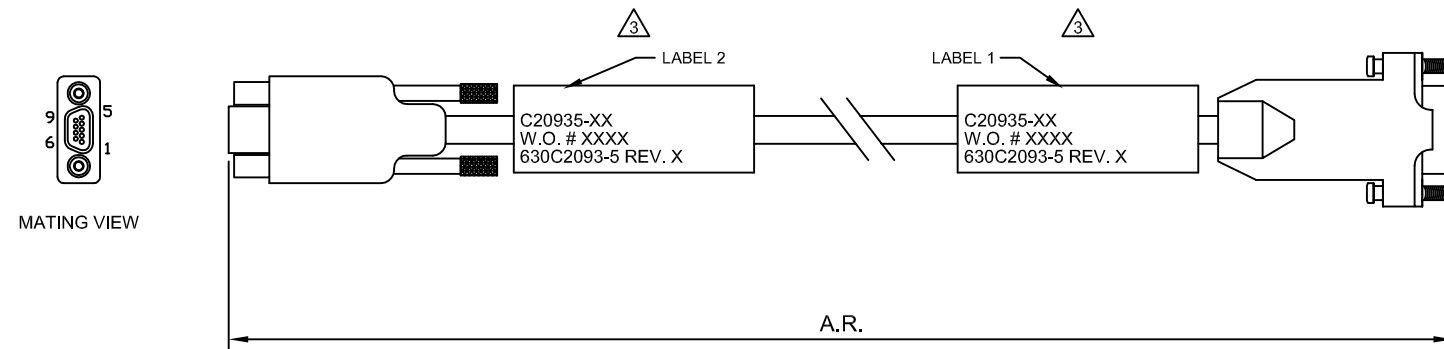 3
3
LABEL 2
LABEL 1
9
5
6
1
C20935-XX
W.O. # XXXX
630C2093-5 REV. X
C20935-XX
W.O. # XXXX
630C2093-5 REV. X
MATING VIEW
A.R.